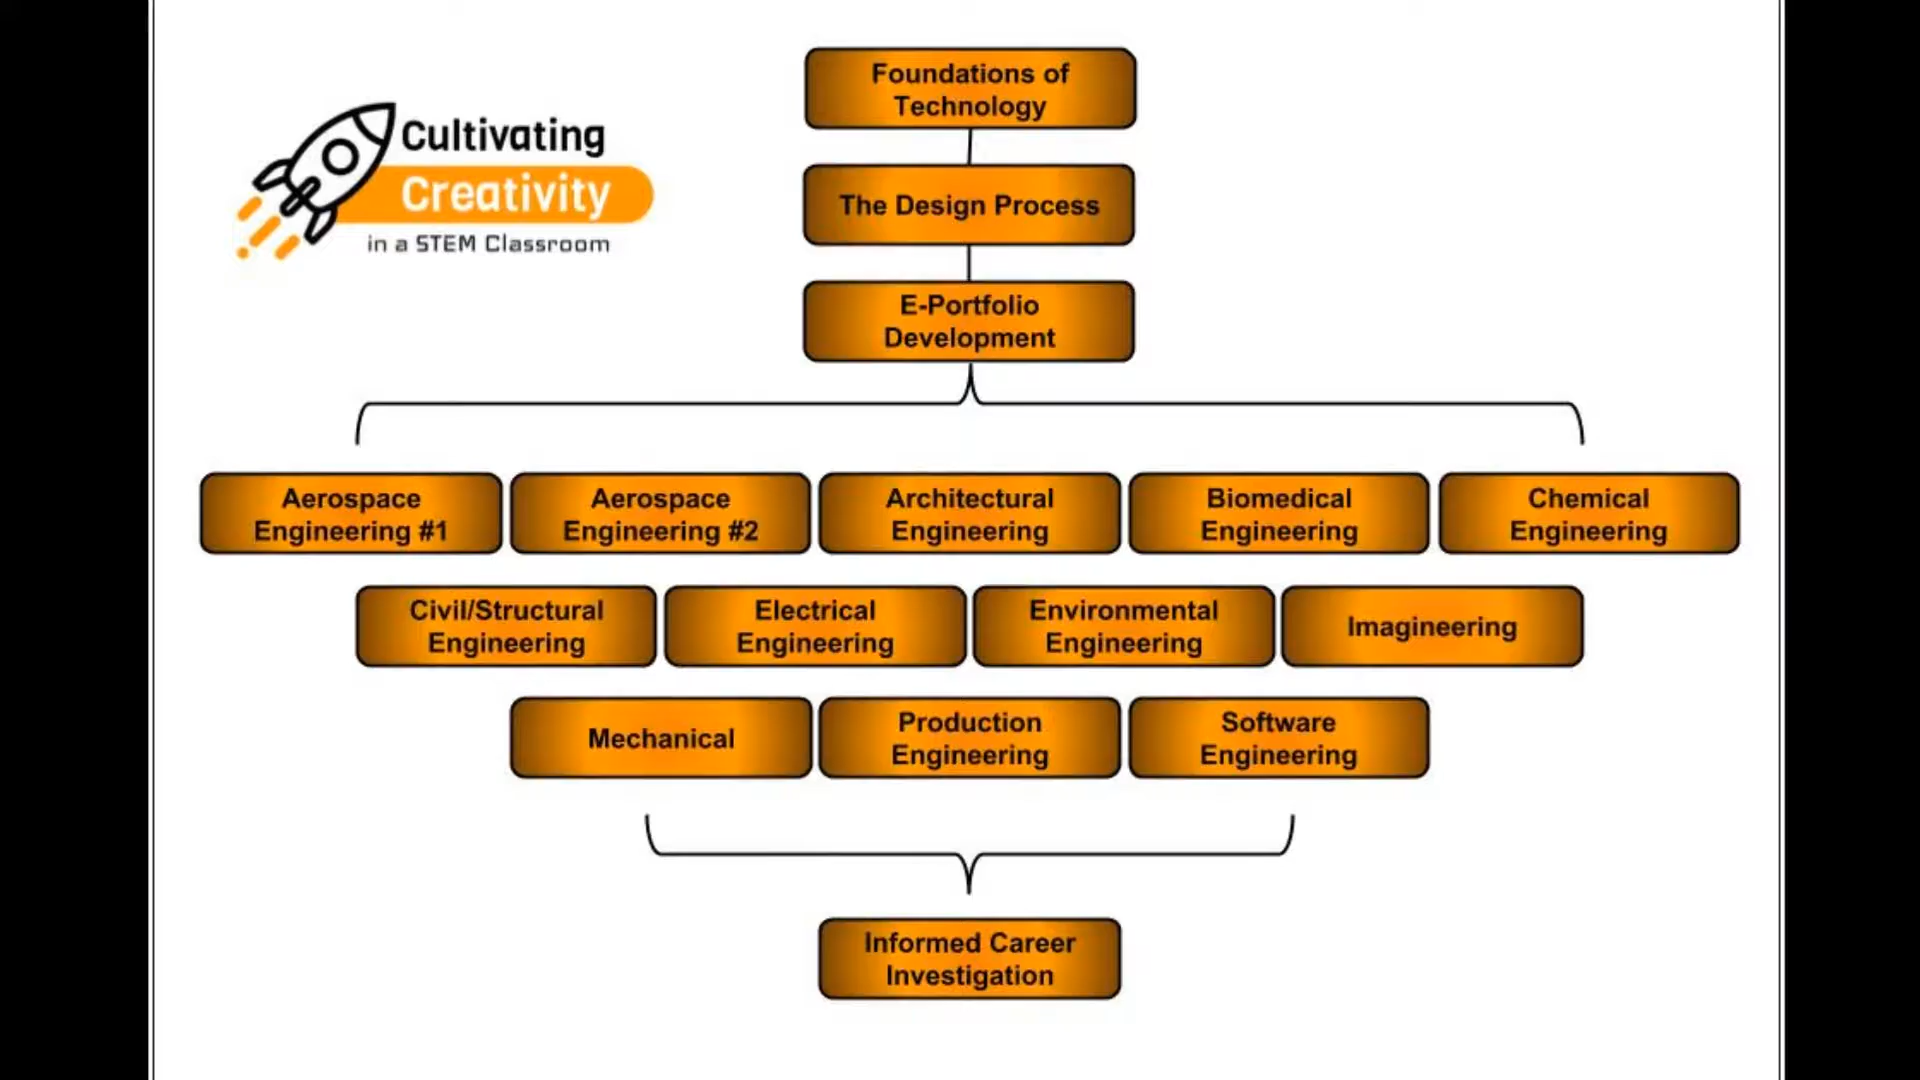 Foundations of
Technology
Cultivating
Creativity
in a STEM Classroom
The Design Process
E-Portfolio
Development
Aerospace
Engineering #1
Aerospace
Engineering #2
Architectural
Engineering
Biomedical
Engineering
Chemical
Engineering
Civil/Structural
Engineering
Electrical
Engineering
Environmental
Engineering
Imagineering
Mechanical
Production
Engineering
Software
Engineering
Informed Career
Investigation